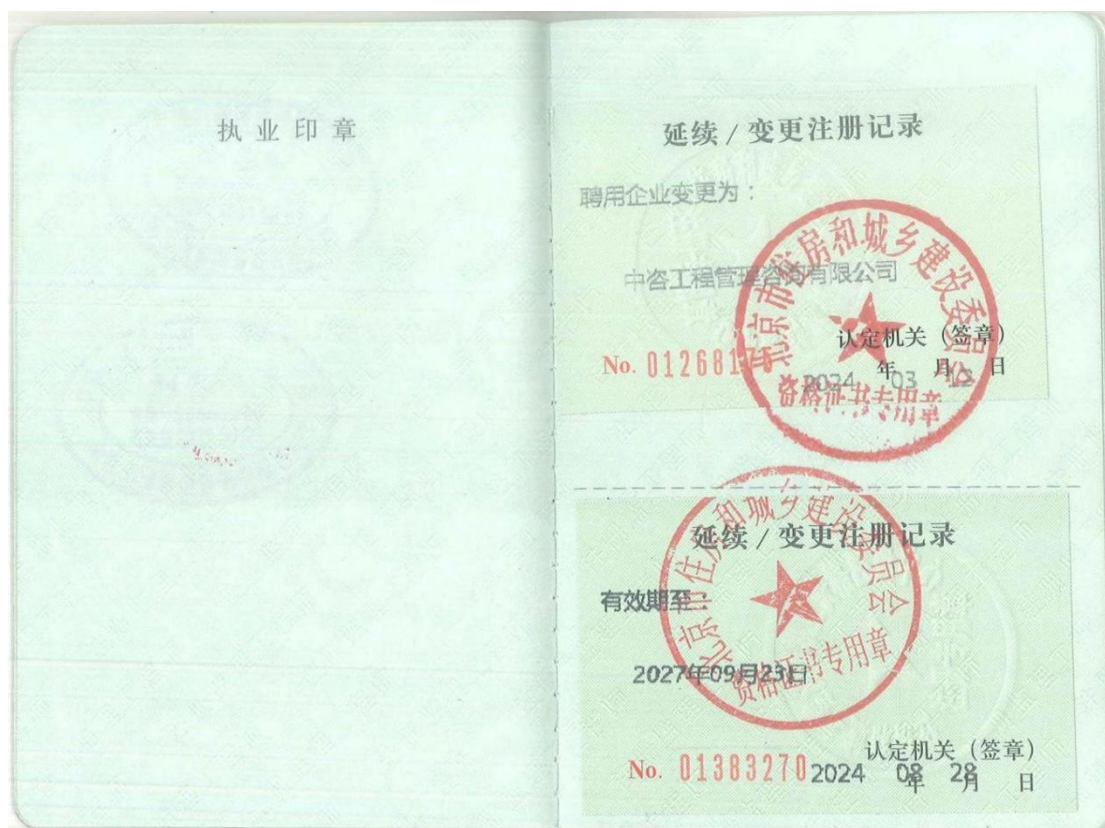 执业印章
延续 / 变更注册记录
聘用企业变更为：
中咨工程管理咨询有限公司
北京市住房和城乡建设委员会
资格证书专用章
认定机关（签章）
No. 01268175
2024 年 03 月 12 日
延续 / 变更注册记录
北京市住房和城乡建设委员会
资格证书专用章
有效期至：
2027年09月23日
认定机关（签章）
No. 01383270
2024 年 08 月 28 日